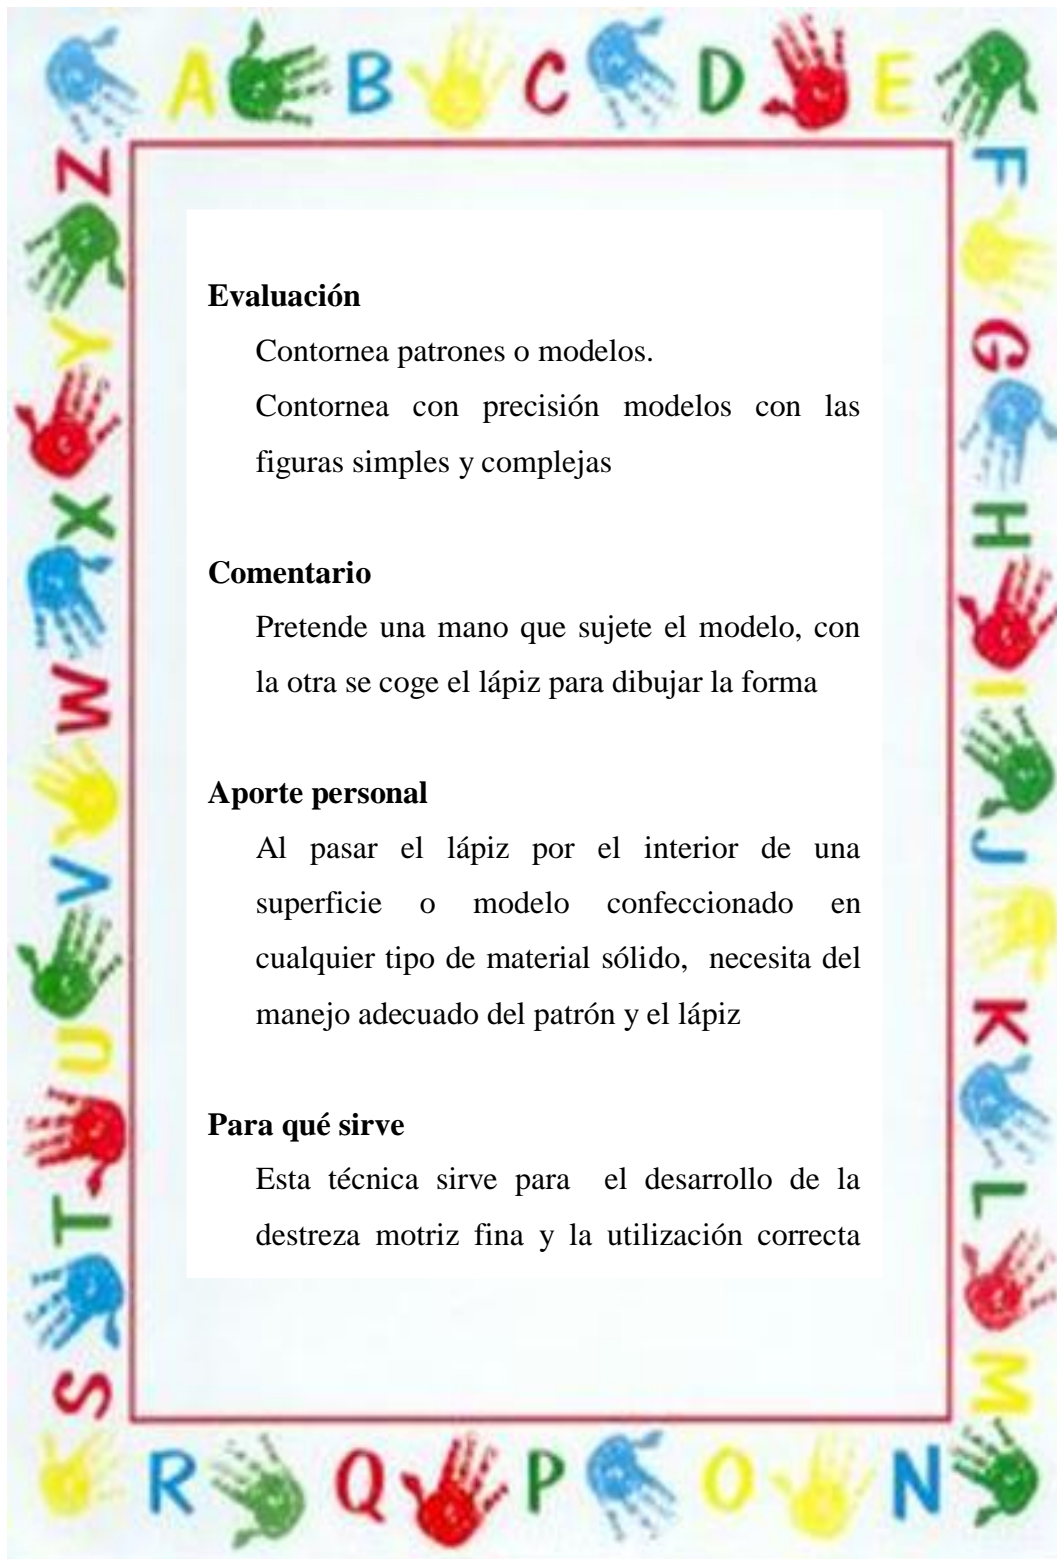 A B C D E
F
G
H
I
J
K
L
M
N
O
P
Q
R
S
T
U
V
W
X
Y
Z
Evaluación
Contornea patrones o modelos.
Contornea con precisión modelos con las
figuras simples y complejas
Comentario
Pretende una mano que sujete el modelo, con
la otra se coge el lápiz para dibujar la forma
Aporte personal
Al pasar el lápiz por el interior de una
superficie o modelo confeccionado en
cualquier tipo de material sólido, necesita del
manejo adecuado del patrón y el lápiz
Para qué sirve
Esta técnica sirve para el desarrollo de la
destreza motriz fina y la utilización correcta